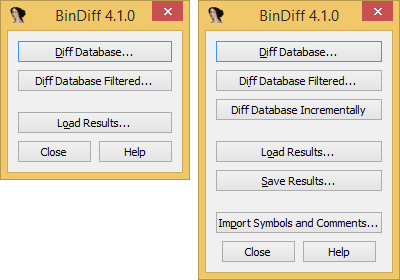 BinDiff 4.1.0
Diff Database...
Diff Database Filtered...
Load Results...
Close
Help
BinDiff 4.1.0
Diff Database...
Diff Database Filtered...
Diff Database Incrementally
Load Results...
Save Results...
Import Symbols and Comments...
Close
Help